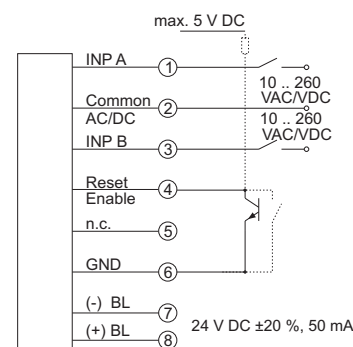 max. 5 V DC
INP A
1
10 .. 260
VAC/VDC
Common
AC/DC
2
10 .. 260
VAC/VDC
INP B
3
Reset
Enable
4
n.c.
5
GND
6
(-) BL
7
24 V DC ±20 %, 50 mA
(+) BL
8